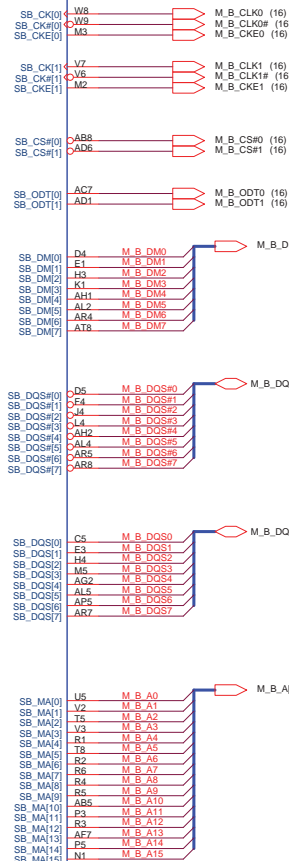 SB_CK[0] W8 M_B_CLK0 (16)
SB_CK#[0] W9 M_B_CLK0# (16)
SB_CKE[0] M3 M_B_CKE0 (16)
SB_CK[1] V7 M_B_CLK1 (16)
SB_CK#[1] V6 M_B_CLK1# (16
SB_CKE[1] M2 M_B_CKE1 (16)
SB_CS#[0] AB8 M_B_CS#0 (16)
SB_CS#[1] AD6 M_B_CS#1 (16)
SB_ODT[0] AC7 M_B_ODT0 (16)
SB_ODT[1] AD1 M_B_ODT1 (16)
M_B_D
SB_DM[0] D4 M_B_DM0
SB_DM[1] E1 M_B_DM1
SB_DM[2] H3 M_B_DM2
SB_DM[3] K1 M_B_DM3
SB_DM[4] AH1 M_B_DM4
SB_DM[5] AL2 M_B_DM5
SB_DM[6] AR4 M_B_DM6
SB_DM[7] AT8 M_B_DM7
M_B_DQ
SB_DQS#[0] D5 M_B_DQS#0
SB_DQS#[1] F4 M_B_DQS#1
SB_DQS#[2] J4 M_B_DQS#2
SB_DQS#[3] L4 M_B_DQS#3
SB_DQS#[4] AH2 M_B_DQS#4
SB_DQS#[5] AL4 M_B_DQS#5
SB_DQS#[6] AR5 M_B_DQS#6
SB_DQS#[7] AR8 M_B_DQS#7
M_B_DQ
SB_DQS[0] C5 M_B_DQS0
SB_DQS[1] E3 M_B_DQS1
SB_DQS[2] H4 M_B_DQS2
SB_DQS[3] M5 M_B_DQS3
SB_DQS[4] AG2 M_B_DQS4
SB_DQS[5] AL5 M_B_DQS5
SB_DQS[6] AP5 M_B_DQS6
SB_DQS[7] AR7 M_B_DQS7
M_B_A
SB_MA[0] U5 M_B_A0
SB_MA[1] V2 M_B_A1
SB_MA[2] T5 M_B_A2
SB_MA[3] V3 M_B_A3
SB_MA[4] R1 M_B_A4
SB_MA[5] T8 M_B_A5
SB_MA[6] R2 M_B_A6
SB_MA[7] R6 M_B_A7
SB_MA[8] R4 M_B_A8
SB_MA[9] R5 M_B_A9
SB_MA[10] AB5 M_B_A10
SB_MA[11] P3 M_B_A11
SB_MA[12] R3 M_B_A12
SB_MA[13] AF7 M_B_A13
SB_MA[14] P5 M_B_A14
SB_MA[15] N1 M_B_A15